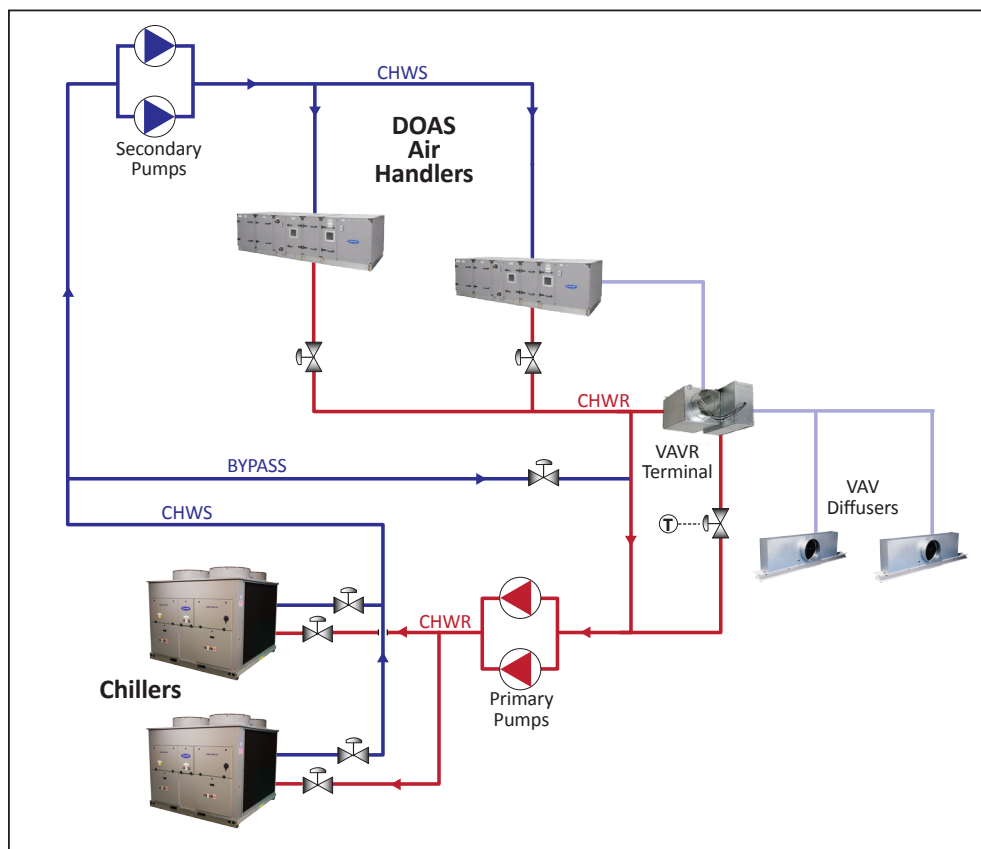 CHWS
Secondary
Pumps
DOAS
Air
Handlers
CHWR
VAVR
Terminal
BYPASS
VAV
Diffusers
CHWS
T
CHWR
Chillers
Primary
Pumps